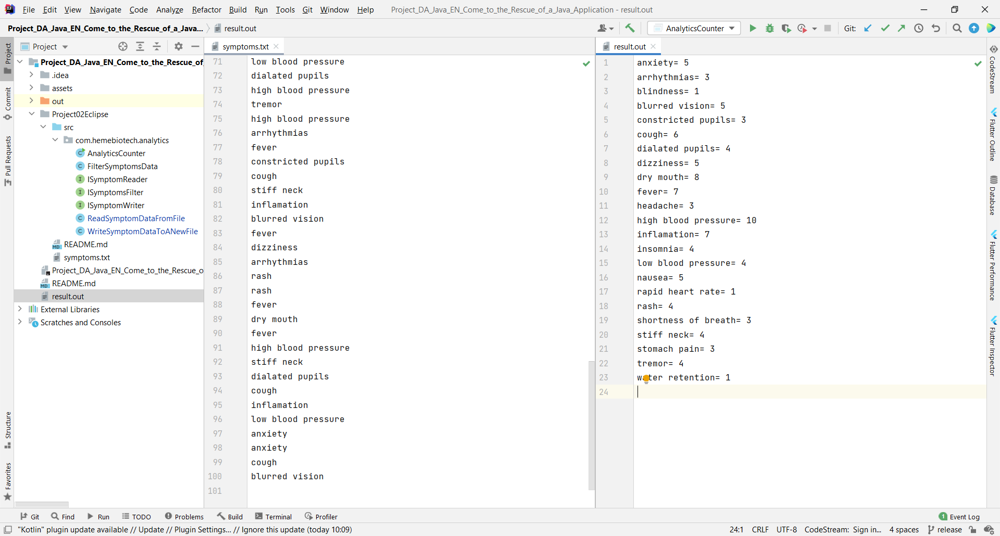 File Edit View Navigate Code Analyze Refactor Build Run Tools Git Window Help Project_DA_Java_EN_Come_to_the_Rescue_of_a_Java_Application - result.out
Project_DA_Java_EN_Come_to_the_Rescue_of_a_Java... result.out AnalyticsCounter Git:
Project
Commit
Pull Requests
Structure
Favorites
Project
Project_DA_Java_EN_Come_to_the_Rescue_of
.idea
assets
out
Project02Eclipse
src
com.hemebiotech.analytics
AnalyticsCounter
FilterSymptomsData
ISymptomReader
ISymptomsFilter
ISymptomWriter
ReadSymptomDataFromFile
WriteSymptomDataToANewFile
README.md
symptoms.txt
Project_DA_Java_EN_Come_to_the_Rescue_o
README.md
result.out
External Libraries
Scratches and Consoles
symptoms.txt
71 low blood pressure
72 dialated pupils
73 high blood pressure
74 tremor
75 high blood pressure
76 arrhythmias
77 fever
78 constricted pupils
79 cough
80 stiff neck
81 inflamation
82 blurred vision
83 fever
84 dizziness
85 arrhythmias
86 rash
87 rash
88 fever
89 dry mouth
90 fever
91 high blood pressure
92 stiff neck
93 dialated pupils
94 cough
95 inflamation
96 low blood pressure
97 anxiety
98 anxiety
99 cough
100 blurred vision
101
result.out
1 anxiety= 5
2 arrhythmias= 3
3 blindness= 1
4 blurred vision= 5
5 constricted pupils= 3
6 cough= 6
7 dialated pupils= 4
8 dizziness= 5
9 dry mouth= 8
10 fever= 7
11 headache= 3
12 high blood pressure= 10
13 inflamation= 7
14 insomnia= 4
15 low blood pressure= 4
16 nausea= 5
17 rapid heart rate= 1
18 rash= 4
19 shortness of breath= 3
20 stiff neck= 4
21 stomach pain= 3
22 tremor= 4
23 water retention= 1
24
CodeStream
Flutter Outline
Database
Flutter Performance
Flutter Inspector
Git Find Run TODO Problems Build Terminal Profiler 1 Event Log
"Kotlin" plugin update available // Update // Plugin Settings... // Ignore this update (today 10:09) 24:1 CRLF UTF-8 CodeStream: Sign in... 4 spaces release